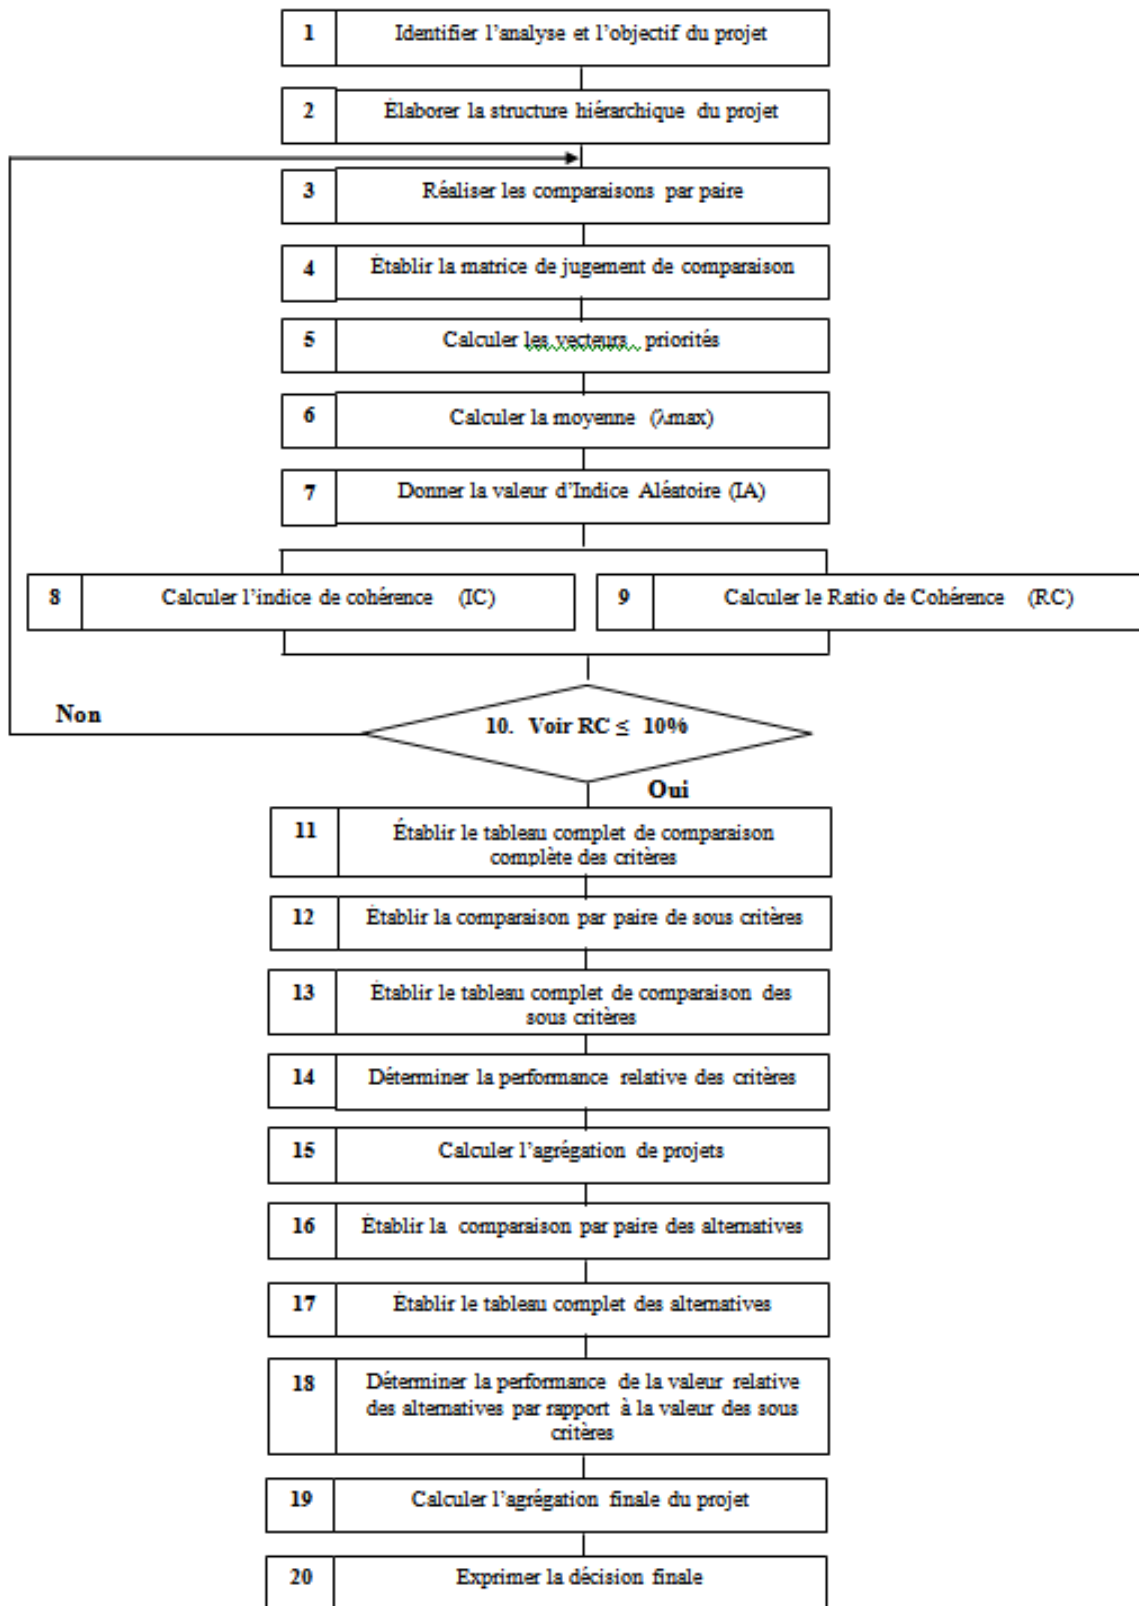 1 Identifier l’analyse et l’objectif du projet
2 Élaborer la structure hiérarchique du projet
3 Réaliser les comparaisons par paire
4 Établir la matrice de jugement de comparaison
5 Calculer les vecteurs priorités
6 Calculer la moyenne (λmax)
7 Donner la valeur d’Indice Aléatoire (IA)
8 Calculer l’indice de cohérence (IC)
9 Calculer le Ratio de Cohérence (RC)
Non
10. Voir RC ≤ 10%
Oui
11 Établir le tableau complet de comparaison
complète des critères
12 Établir la comparaison par paire de sous critères
13 Établir le tableau complet de comparaison des
sous critères
14 Déterminer la performance relative des critères
15 Calculer l’agrégation de projets
16 Établir la comparaison par paire des alternatives
17 Établir le tableau complet des alternatives
18 Déterminer la performance de la valeur relative
des alternatives par rapport à la valeur des sous
critères
19 Calculer l’agrégation finale du projet
20 Exprimer la décision finale